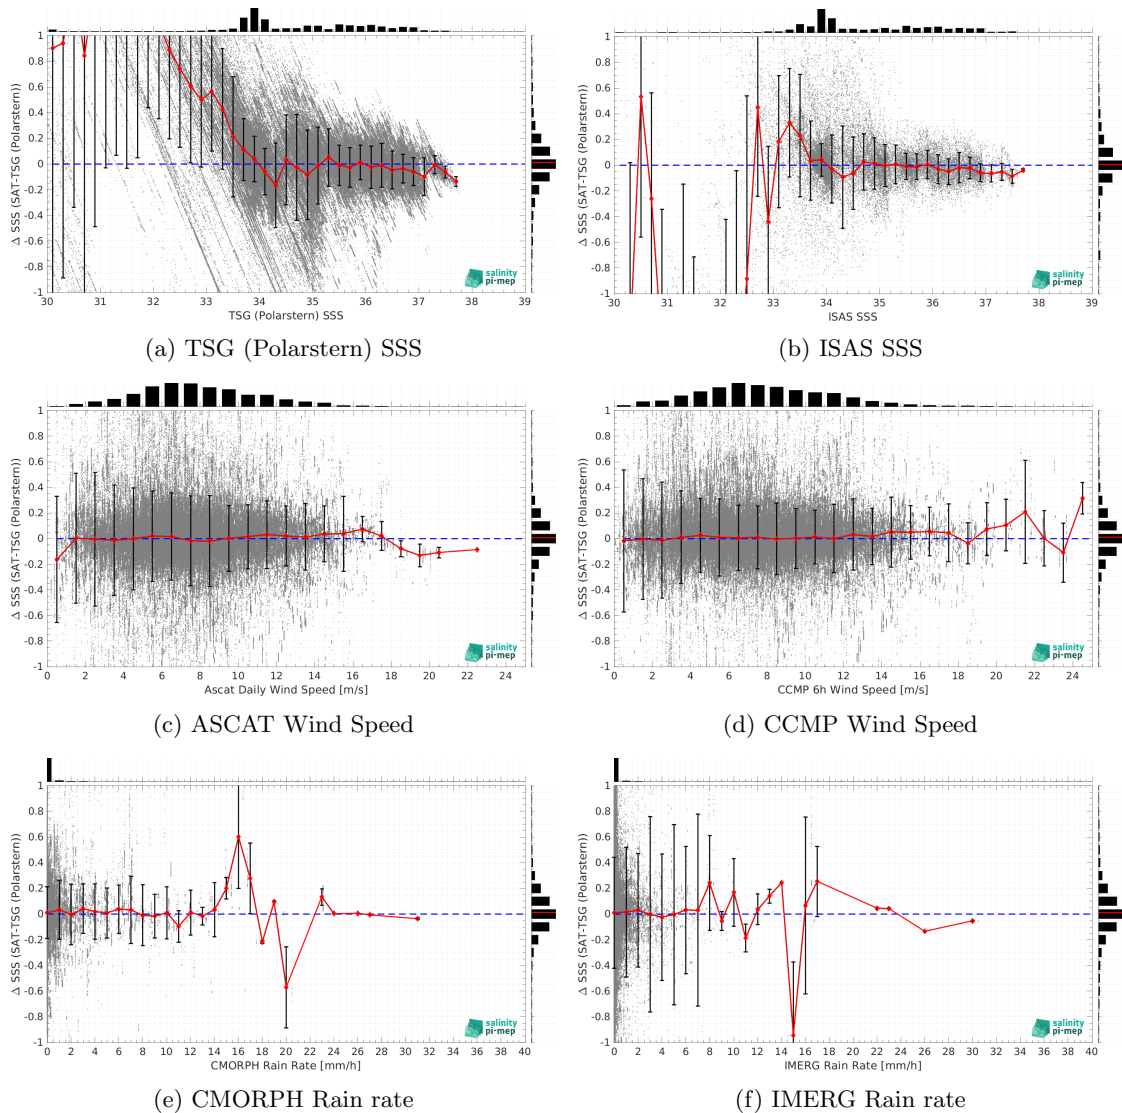 1
0.8
0.6
0.4
0.2
0
-0.2
-0.4
-0.6
-0.8
-1
Δ SSS (SAT-TSG (Polarstern))
salinity
pi-mep
30 31 32 33 34 35 36 37 38 39
TSG (Polarstern) SSS
(a) TSG (Polarstern) SSS
1
0.8
0.6
0.4
0.2
0
-0.2
-0.4
-0.6
-0.8
-1
Δ SSS (SAT-TSG (Polarstern))
salinity
pi-mep
30 31 32 33 34 35 36 37 38 39
ISAS SSS
(b) ISAS SSS
1
0.8
0.6
0.4
0.2
0
-0.2
-0.4
-0.6
-0.8
-1
Δ SSS (SAT-TSG (Polarstern))
salinity
pi-mep
0 2 4 6 8 10 12 14 16 18 20 22 24
Ascat Daily Wind Speed [m/s]
(c) ASCAT Wind Speed
1
0.8
0.6
0.4
0.2
0
-0.2
-0.4
-0.6
-0.8
-1
Δ SSS (SAT-TSG (Polarstern))
salinity
pi-mep
0 2 4 6 8 10 12 14 16 18 20 22 24
CCMP 6h Wind Speed [m/s]
(d) CCMP Wind Speed
1
0.8
0.6
0.4
0.2
0
-0.2
-0.4
-0.6
-0.8
-1
Δ SSS (SAT-TSG (Polarstern))
salinity
pi-mep
0 2 4 6 8 10 12 14 16 18 20 22 24 26 28 30 32 34 36 38 40
CMORPH Rain Rate [mm/h]
(e) CMORPH Rain rate
1
0.8
0.6
0.4
0.2
0
-0.2
-0.4
-0.6
-0.8
-1
Δ SSS (SAT-TSG (Polarstern))
salinity
pi-mep
0 2 4 6 8 10 12 14 16 18 20 22 24 26 28 30 32 34 36 38 40
IMERG Rain Rate [mm/h]
(f) IMERG Rain rate